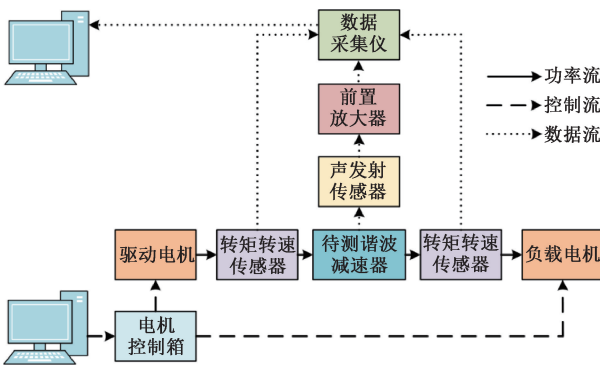 数据
采集仪
前置
放大器
声发射
传感器
功率流
控制流
数据流
驱动电机
转矩转速
传感器
待测谐波
减速器
转矩转速
传感器
负载电机
电机
控制箱